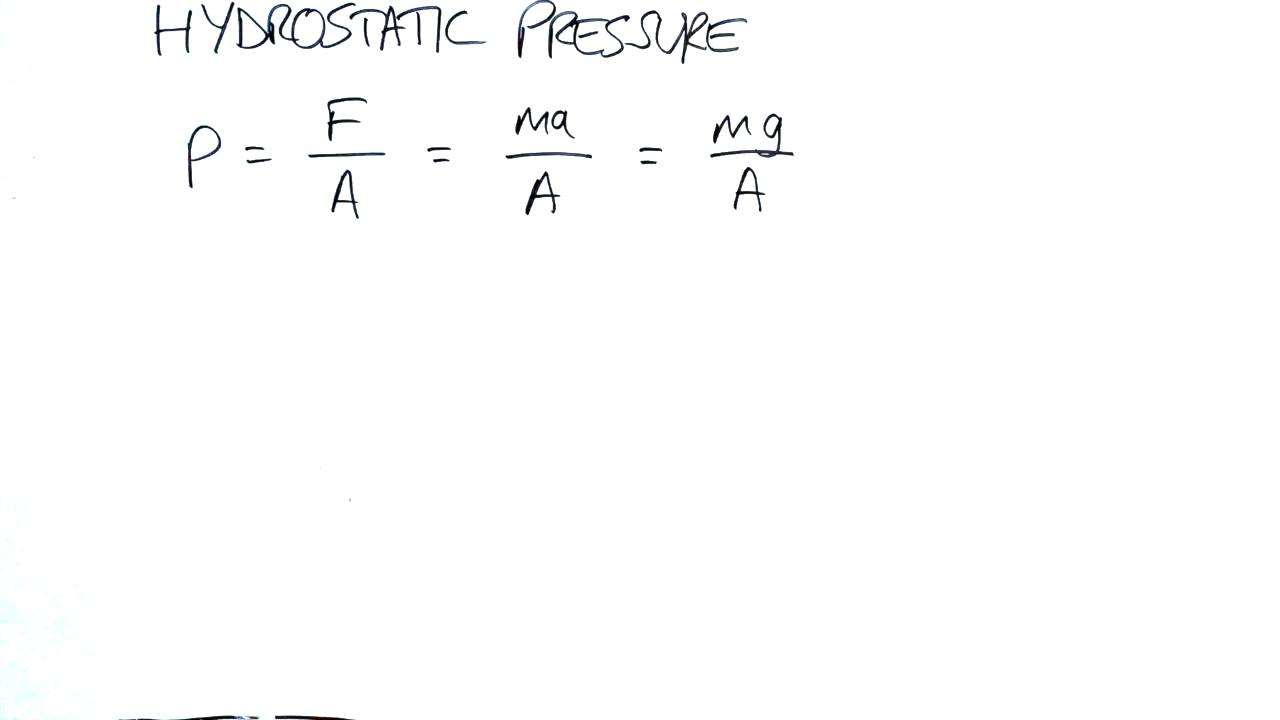 HYDROSTATIC PRESSURE
P = F/A = ma/A = mg/A